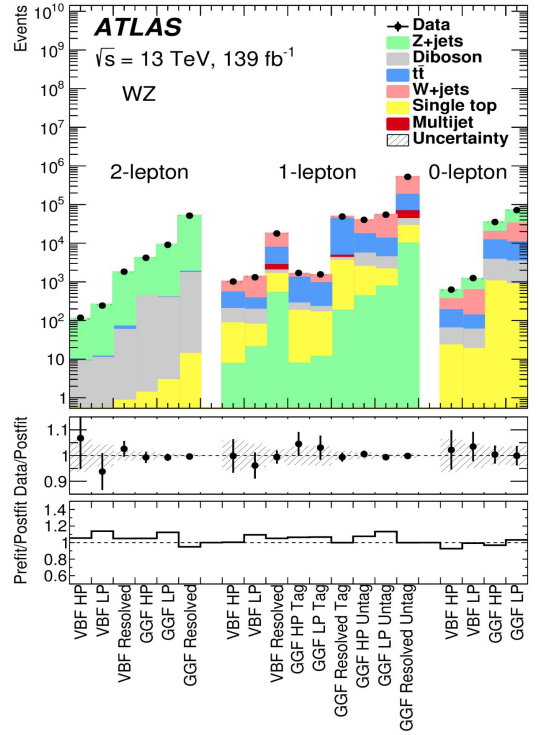 Events
10^10
10^9
10^8
10^7
10^6
10^5
10^4
10^3
10^2
10
1
ATLAS
√s = 13 TeV, 139 fb^-1
WZ
Data
Z+jets
Diboson
tt̄
W+jets
Single top
Multijet
Uncertainty
2-lepton
1-lepton
0-lepton
Data/Postfit
1.1
1
0.9
Prefit/Postfit
1.4
1.2
1
0.8
0.6
VBF HP
VBF LP
VBF Resolved
GGF HP
GGF LP
GGF Resolved
VBF HP
VBF LP
VBF Resolved
GGF HP Tag
GGF LP Tag
GGF Resolved Tag
GGF HP Untag
GGF LP Untag
GGF Resolved Untag
VBF HP
VBF LP
GGF HP
GGF LP